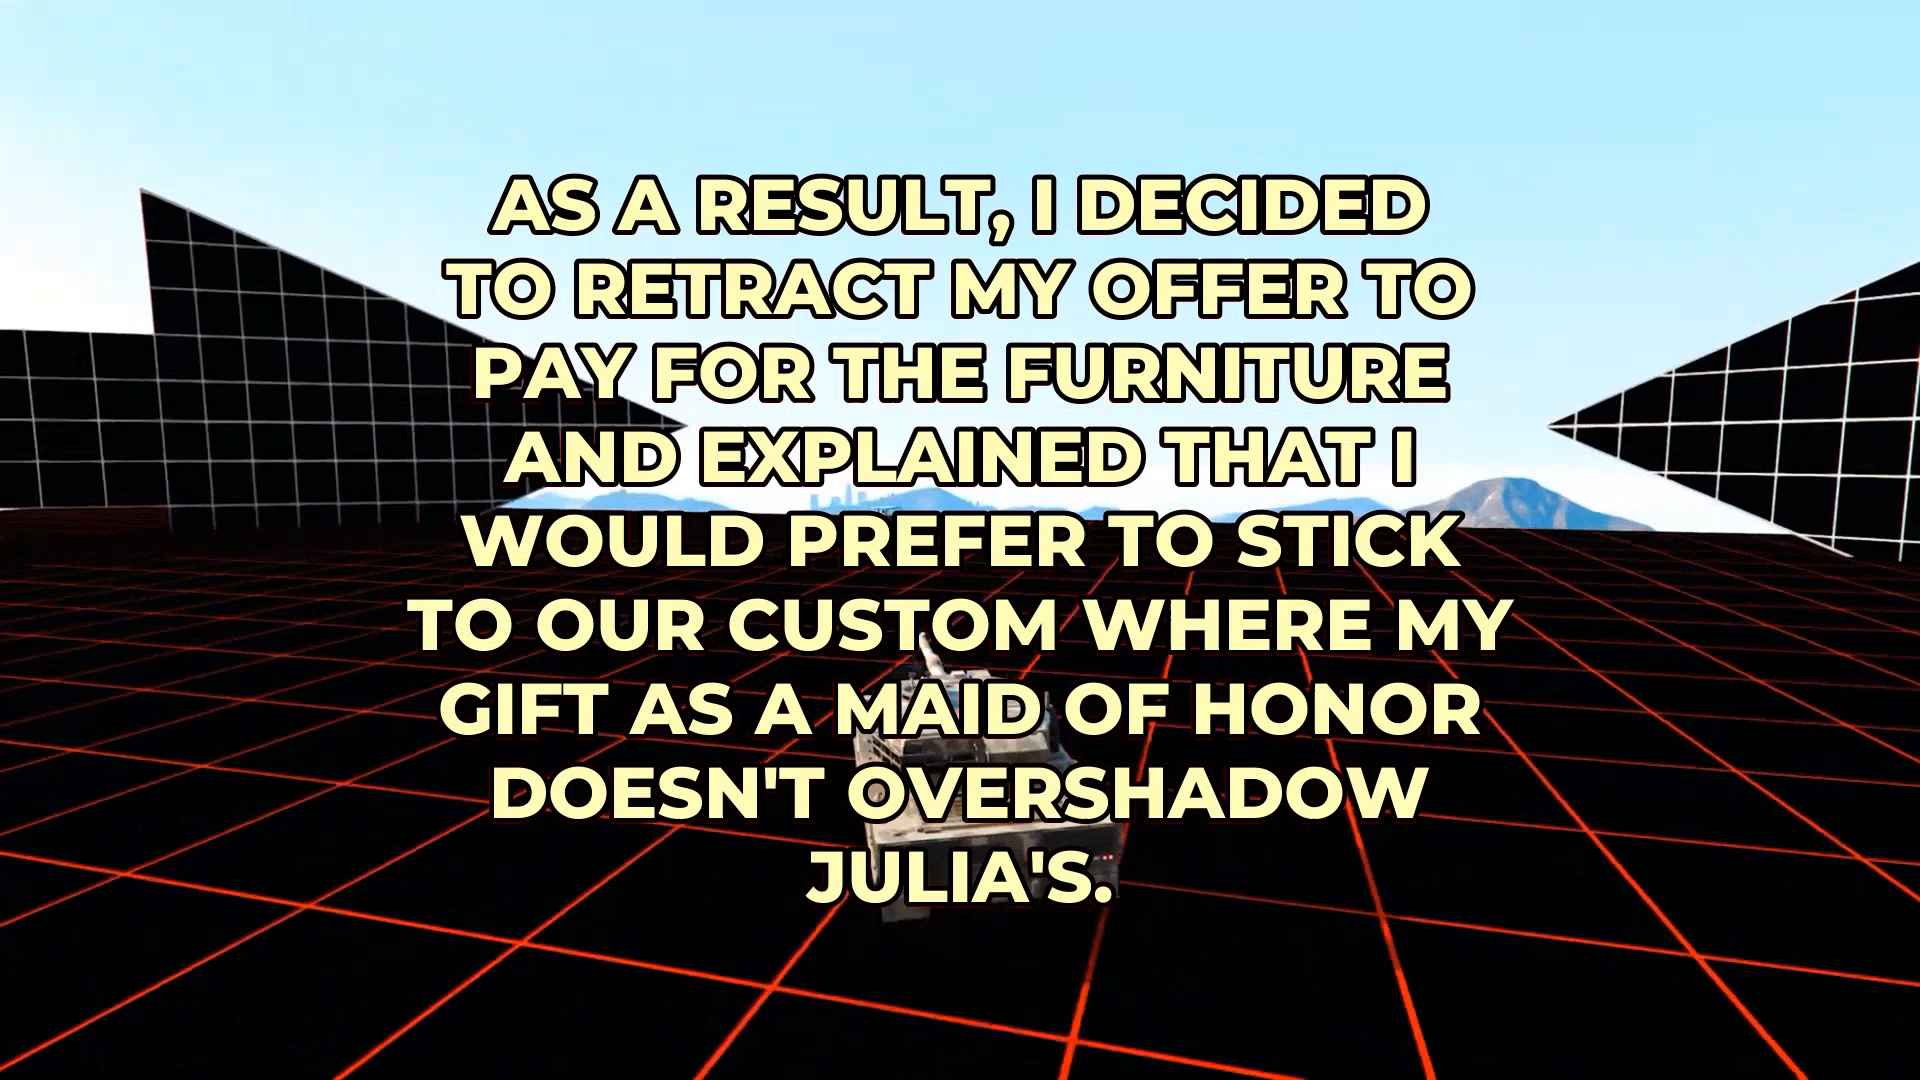 AS A RESULT, I DECIDED
TO RETRACT MY OFFER TO
PAY FOR THE FURNITURE
AND EXPLAINED THAT I
WOULD PREFER TO STICK
TO OUR CUSTOM WHERE MY
GIFT AS A MAID OF HONOR
DOESN'T OVERSHADOW
JULIA'S.